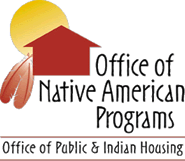 Office of
Native American
Programs
Office of Public & Indian Housing